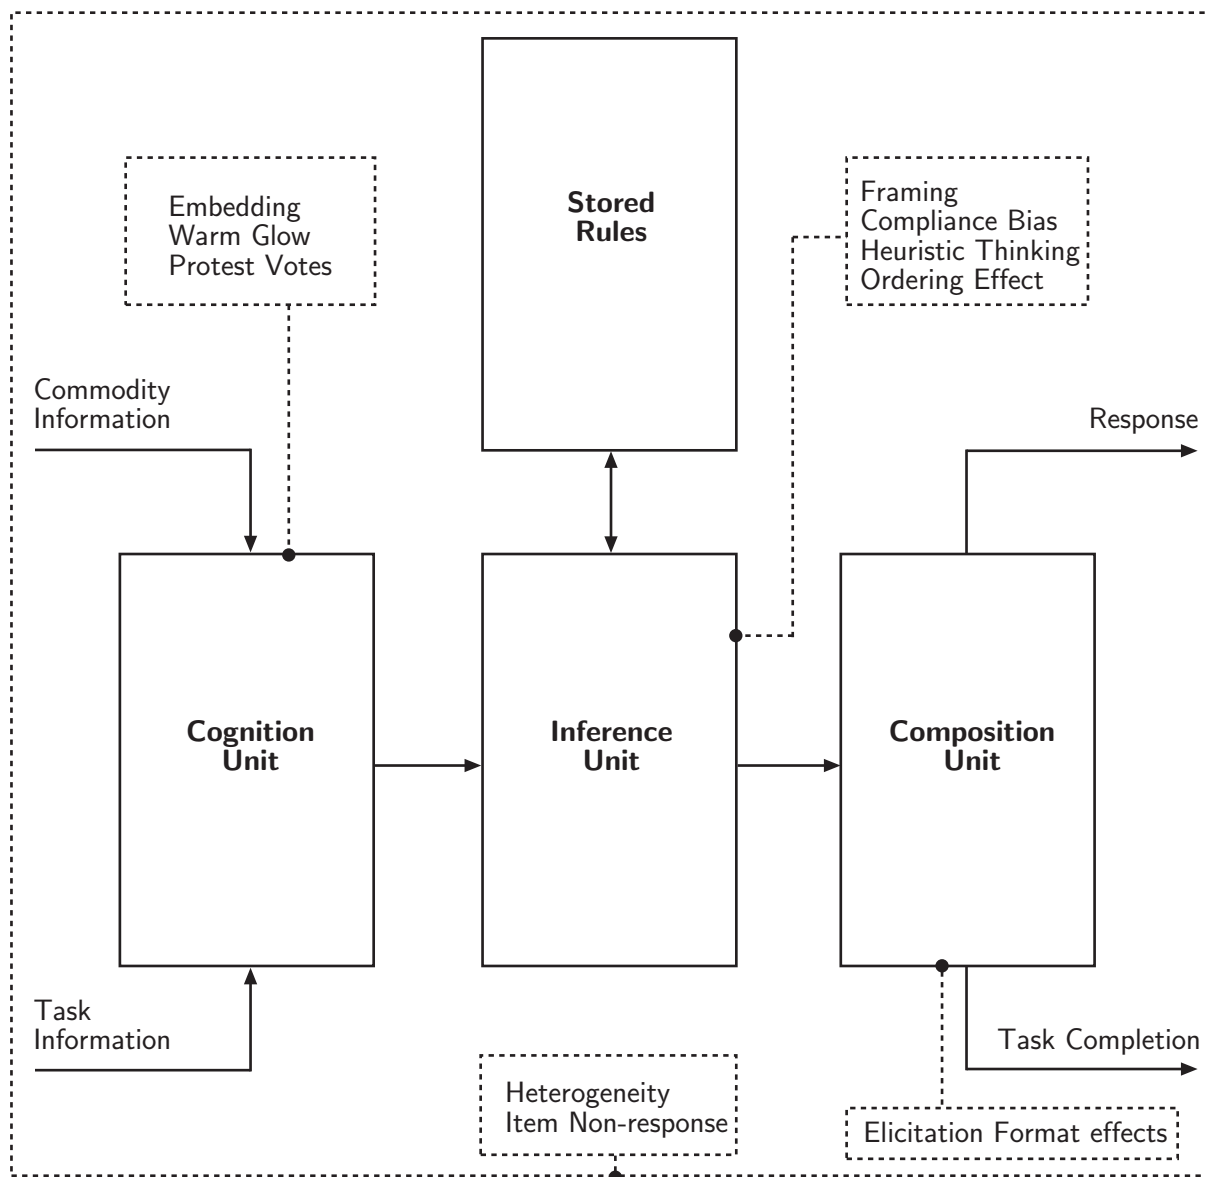 Stored
Rules
Embedding
Warm Glow
Protest Votes
Framing
Compliance Bias
Heuristic Thinking
Ordering Effect
Commodity
Information
Response
Cognition
Unit
Inference
Unit
Composition
Unit
Task
Information
Task Completion
Heterogeneity
Item Non-response
Elicitation Format effects